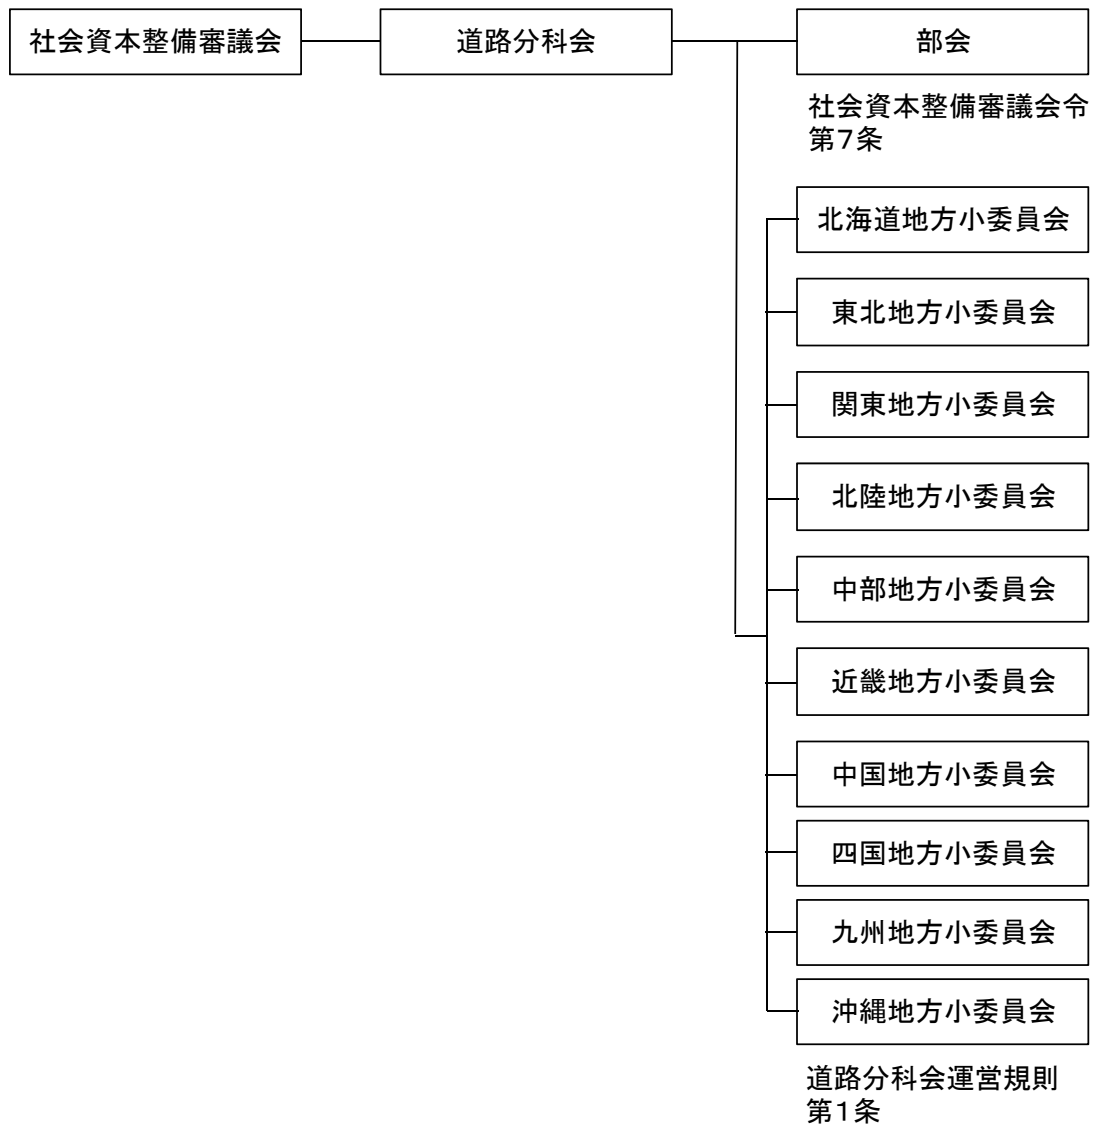 社会資本整備審議会
道路分科会
部会
社会資本整備審議会令
第７条
北海道地方小委員会
東北地方小委員会
関東地方小委員会
北陸地方小委員会
中部地方小委員会
近畿地方小委員会
中国地方小委員会
四国地方小委員会
九州地方小委員会
沖縄地方小委員会
道路分科会運営規則
第１条